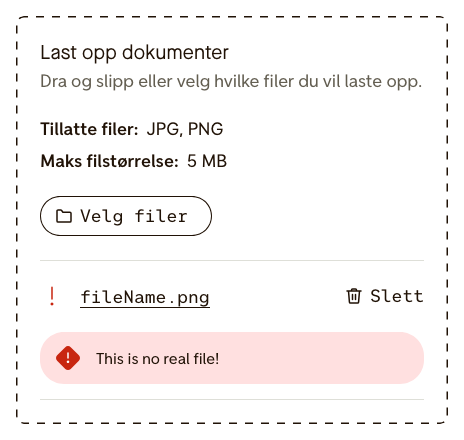 Last opp dokumenter
Dra og slipp eller velg hvilke filer du vil laste opp.
Tillatte filer: JPG, PNG
Maks filstørrelse: 5 MB
Velg filer
fileName.png
Slett
This is no real file!